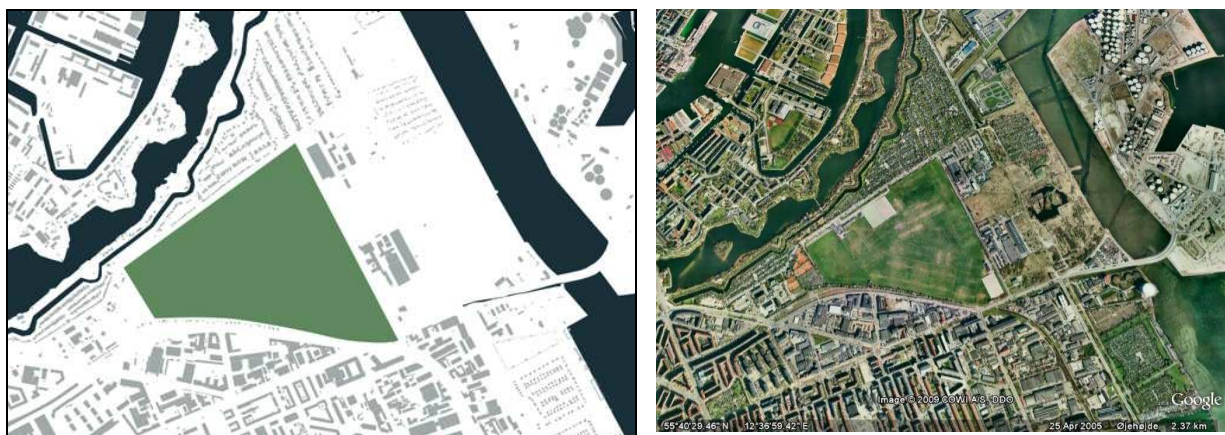 Image © 2009 COWI A/S, DDO
Google
55°40'29.46" N 12°36'59.42" E 25 Apr 2005 Øjehøjde 2.37 km